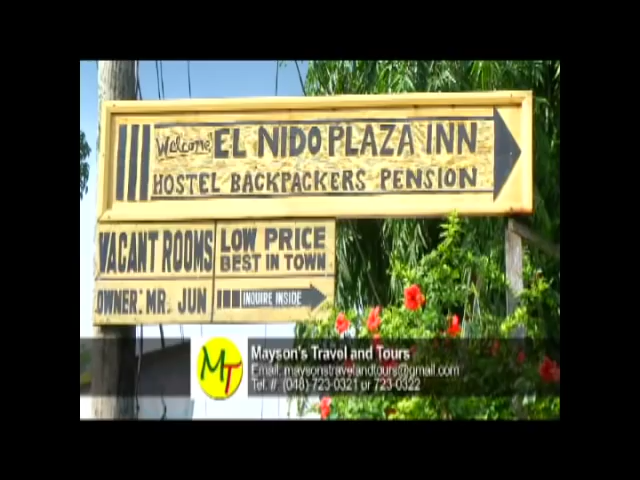 Welcome! EL NIDO PLAZA INN
HOSTEL BACKPACKERS PENSION
VACANT ROOMS
LOW PRICE
BEST IN TOWN
OWNER: MR. JUN
INQUIRE INSIDE
MT
Mayson's Travel and Tours
Email: maysonstravelandtours@gmail.com
Tel. #: (048)-723-0321 or 723-0322